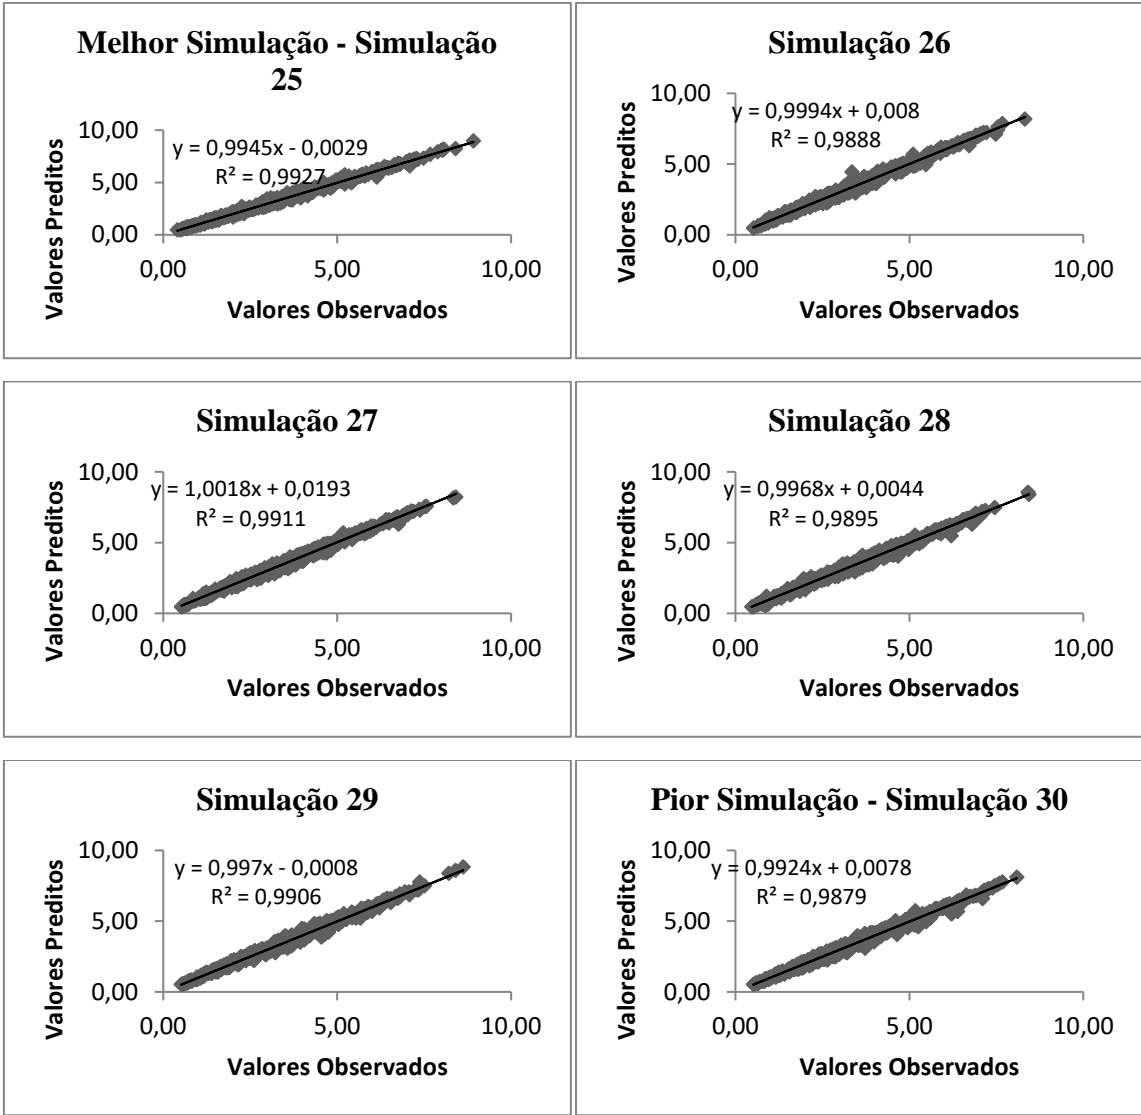 Melhor Simulação - Simulação
25
y = 0,9945x - 0,0029
R² = 0,9927
10,00
5,00
0,00
0,00 5,00 10,00
Valores Preditos
Valores Observados
Simulação 26
y = 0,9994x + 0,008
R² = 0,9888
10,00
5,00
0,00
0,00 5,00 10,00
Valores Preditos
Valores Observados
Simulação 27
y = 1,0018x + 0,0193
R² = 0,9911
10,00
5,00
0,00
0,00 5,00 10,00
Valores Preditos
Valores Observados
Simulação 28
y = 0,9968x + 0,0044
R² = 0,9895
10,00
5,00
0,00
0,00 5,00 10,00
Valores Preditos
Valores Observados
Simulação 29
y = 0,997x - 0,0008
R² = 0,9906
10,00
5,00
0,00
0,00 5,00 10,00
Valores Preditos
Valores Observados
Pior Simulação - Simulação 30
y = 0,9924x + 0,0078
R² = 0,9879
10,00
5,00
0,00
0,00 5,00 10,00
Valores Preditos
Valores Observados